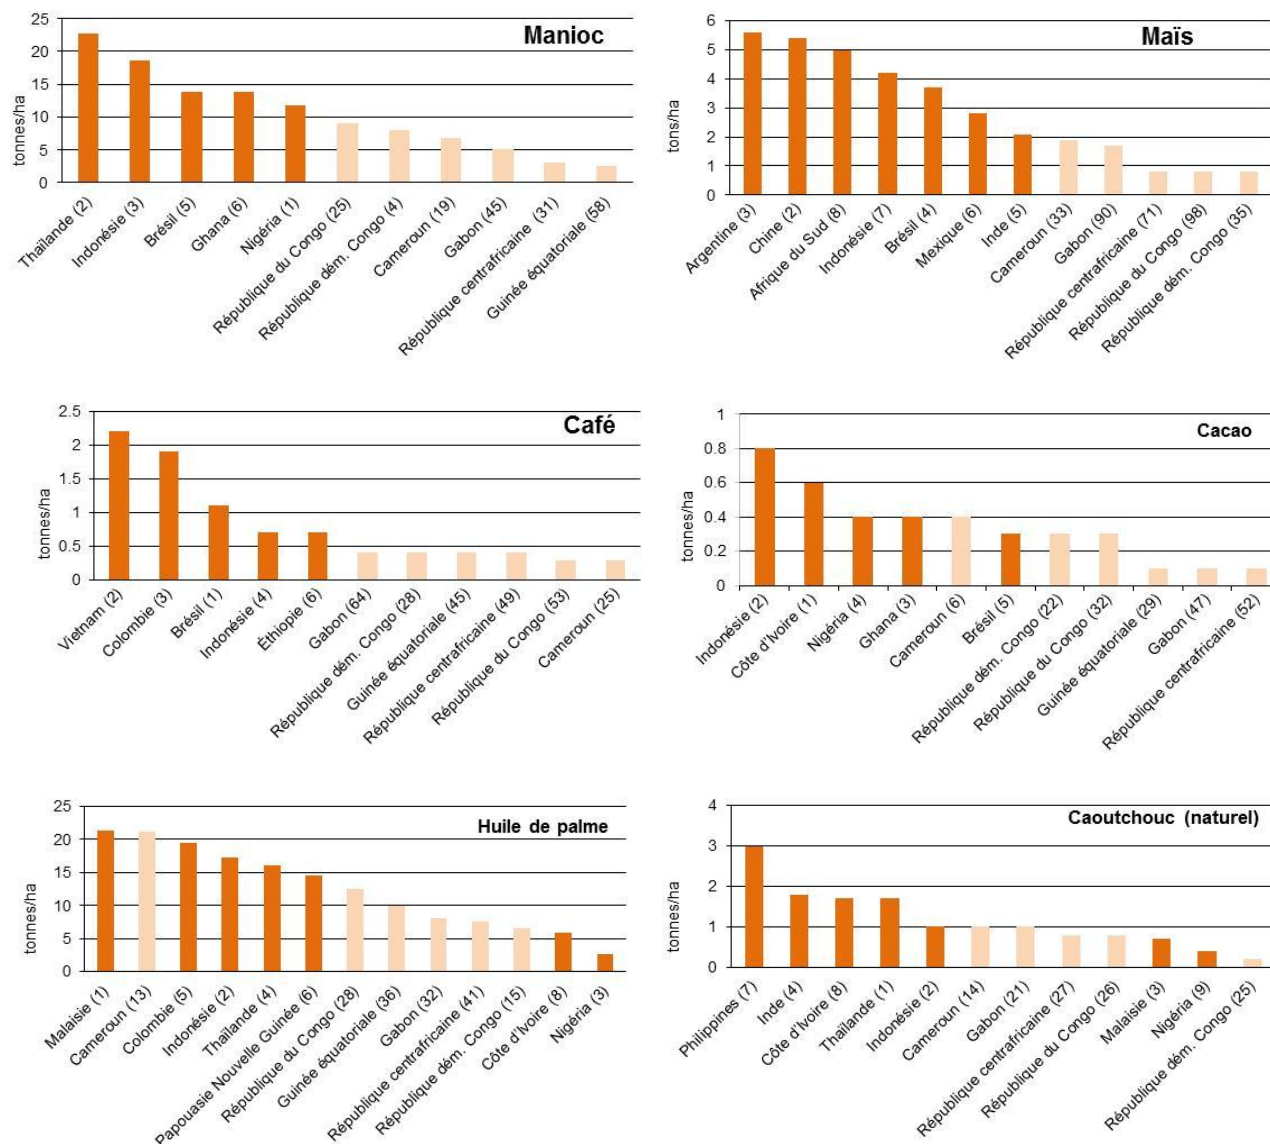 Manioc
tonnes/ha
25
20
15
10
5
0
Thaïlande (2)
Indonésie (3)
Brésil (5)
Ghana (6)
Nigéria (1)
République du Congo (25)
République dém. Congo (4)
Cameroun (19)
Gabon (45)
République centrafricaine (31)
Guinée équatoriale (58)
Maïs
tons/ha
6
5
4
3
2
1
0
Argentine (3)
Chine (2)
Afrique du Sud (8)
Indonésie (7)
Brésil (4)
Mexique (6)
Inde (5)
Cameroun (33)
Gabon (90)
République centrafricaine (71)
République du Congo (98)
République dém. Congo (35)
Café
tonnes/ha
2.5
2
1.5
1
0.5
0
Vietnam (2)
Colombie (3)
Brésil (1)
Indonésie (4)
Éthiopie (6)
Gabon (64)
République dém. Congo (28)
Guinée équatoriale (45)
République centrafricaine (49)
République du Congo (53)
Cameroun (25)
Cacao
tonnes/ha
1
0.8
0.6
0.4
0.2
0
Indonésie (2)
Côte d'Ivoire (1)
Nigéria (4)
Ghana (3)
Cameroun (6)
Brésil (5)
République dém. Congo (22)
République du Congo (32)
Guinée équatoriale (29)
Gabon (47)
République centrafricaine (52)
Huile de palme
tonnes/ha
25
20
15
10
5
0
Malaisie (1)
Cameroun (13)
Colombie (5)
Indonésie (2)
Thaïlande (4)
Papouasie Nouvelle Guinée (6)
République du Congo (28)
Guinée équatoriale (36)
Gabon (32)
République centrafricaine (41)
République dém. Congo (15)
Côte d'Ivoire (8)
Nigéria (3)
Caoutchouc (naturel)
tonnes/ha
4
3
2
1
0
Philippines (7)
Inde (4)
Côte d'Ivoire (8)
Thaïlande (1)
Indonésie (2)
Cameroun (14)
Gabon (21)
République centrafricaine (27)
République du Congo (26)
Malaisie (3)
Nigéria (9)
République dém. Congo (25)